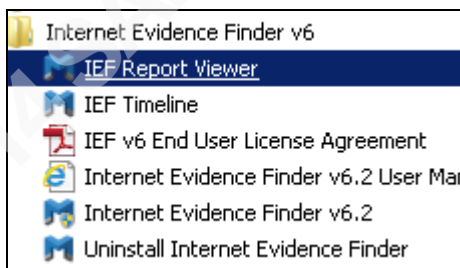 Internet Evidence Finder v6
IEF Report Viewer
IEF Timeline
IEF v6 End User License Agreement
Internet Evidence Finder v6.2 User Mar
Internet Evidence Finder v6.2
Uninstall Internet Evidence Finder